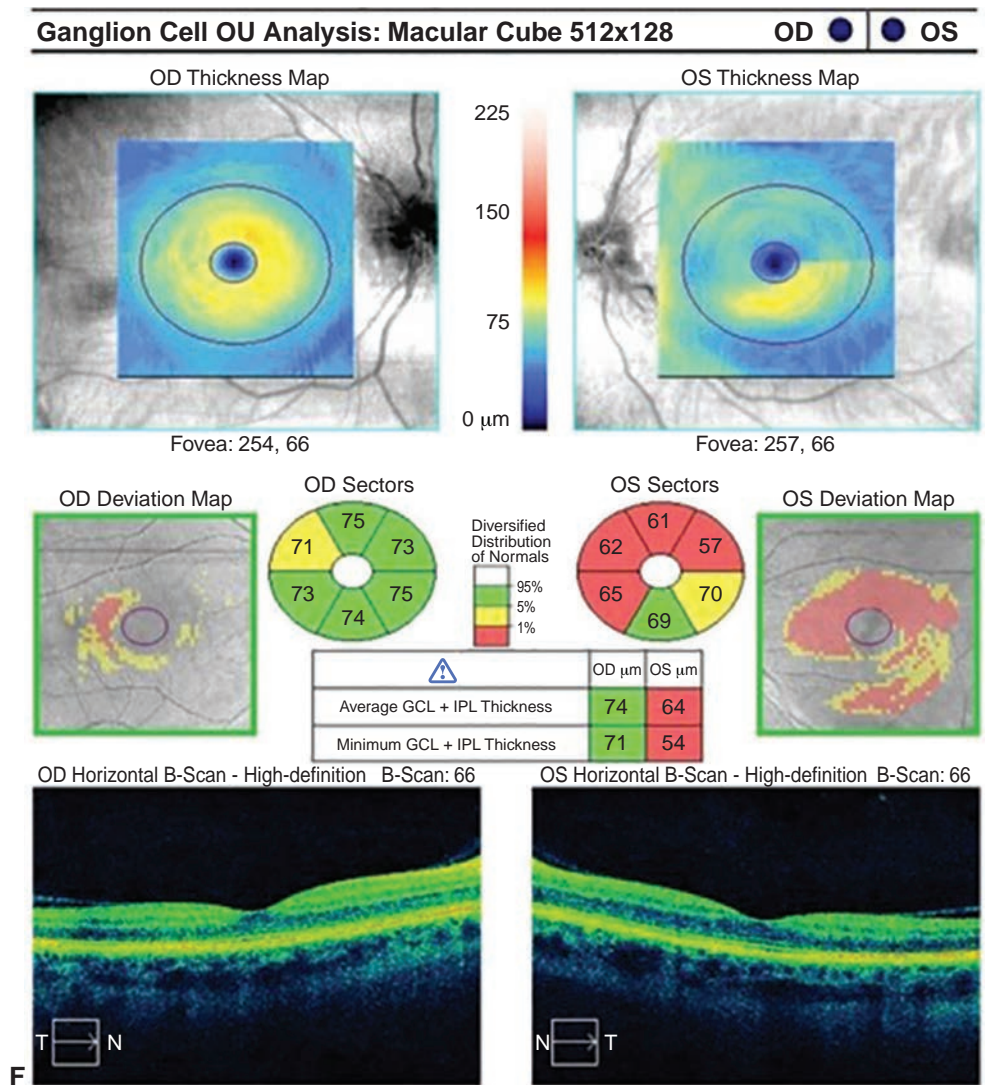 Ganglion Cell OU Analysis: Macular Cube 512x128 OD OS
OD Thickness Map
OS Thickness Map
225
150
75
0 μm
Fovea: 254, 66
Fovea: 257, 66
OD Deviation Map
OD Sectors
OS Sectors
OS Deviation Map
75
71
73
73
75
74
Diversified
Distribution
of Normals
95%
5%
1%
61
62
57
65
70
69
OD μm OS μm
Average GCL + IPL Thickness 74 64
Minimum GCL + IPL Thickness 71 54
OD Horizontal B-Scan - High-definition B-Scan: 66
OS Horizontal B-Scan - High-definition B-Scan: 66
T N
N T
F